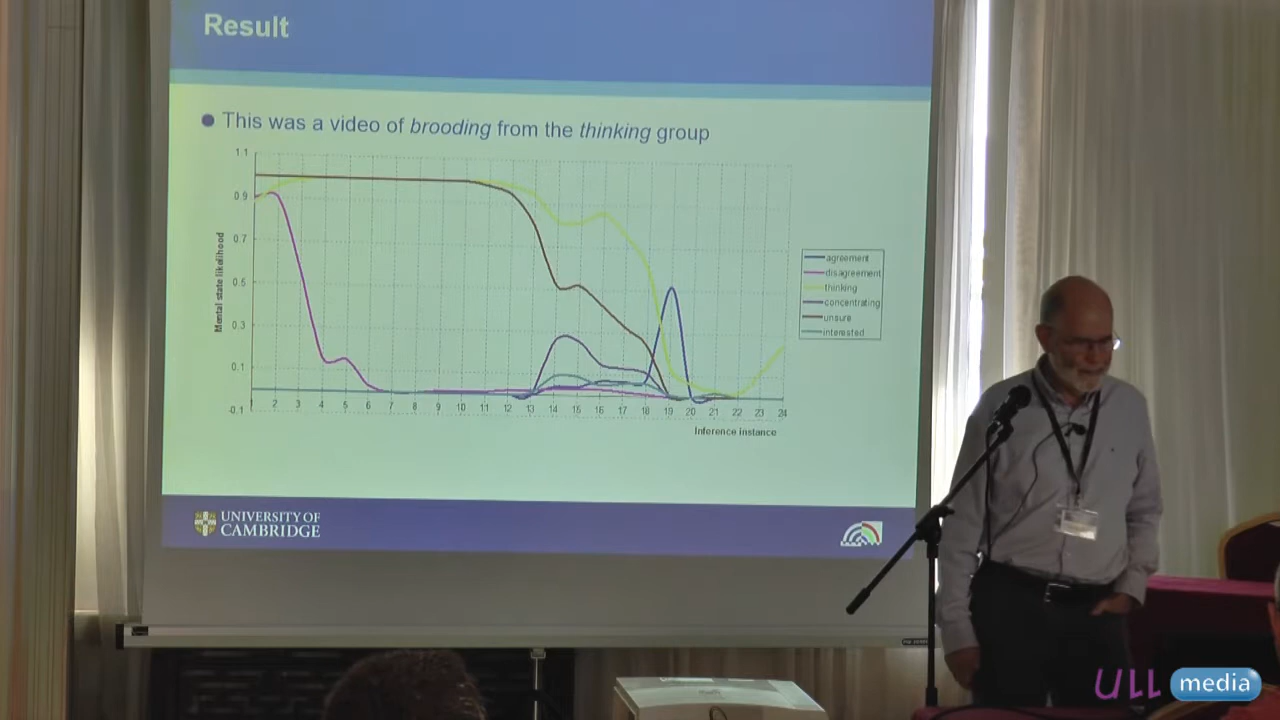 Result
This was a video of brooding from the thinking group
1.1
0.9
0.7
0.5
0.3
0.1
-0.1
Mental state likelihood
1 2 3 4 5 6 7 8 9 10 11 12 13 14 15 16 17 18 19 20 21 22 23 24
Inference instance
agreement
disagreement
thinking
concentrating
unsure
interested
UNIVERSITY OF
CAMBRIDGE
ULL media